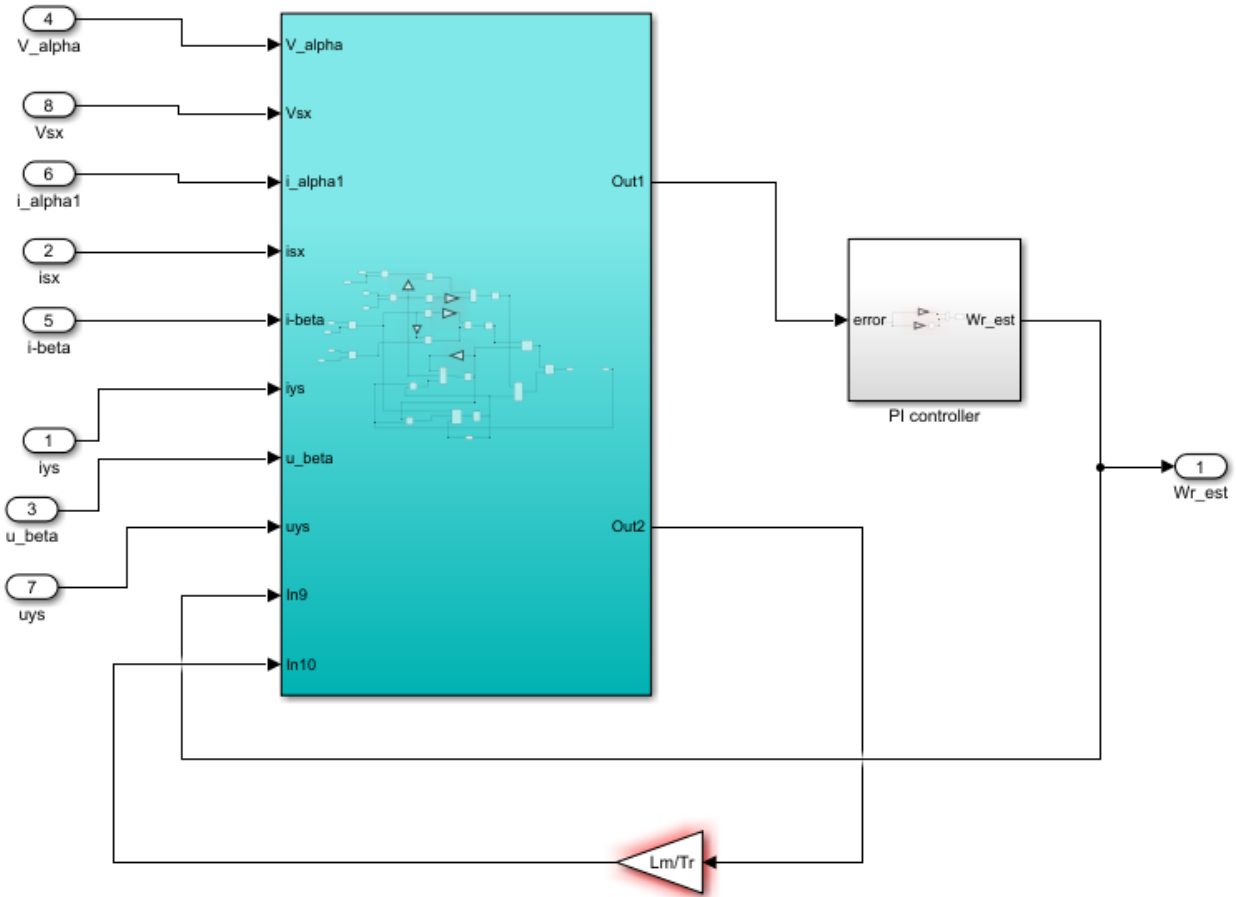 4
V_alpha
V_alpha
8
Vsx
Vsx
6
i_alpha1
i_alpha1
Out1
2
isx
isx
5
i-beta
i-beta
error
Wr_est
PI controller
iys
1
iys
1
Wr_est
u_beta
3
u_beta
uys
Out2
7
uys
In9
In10
Lm/Tr